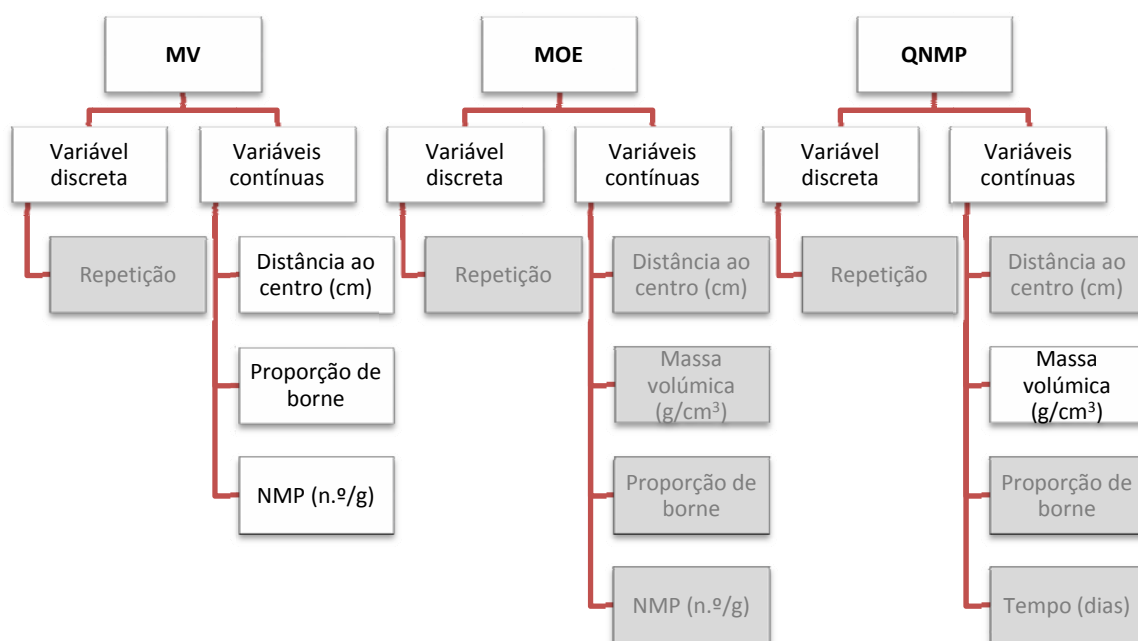 MV
Variável
discreta
Repetição
Variáveis
contínuas
Distância ao
centro (cm)
Proporção de
borne
NMP (n.º/g)
MOE
Variável
discreta
Repetição
Variáveis
contínuas
Distância ao
centro (cm)
Massa
volúmica
(g/cm³)
Proporção de
borne
NMP (n.º/g)
QNMP
Variável
discreta
Repetição
Variáveis
contínuas
Distância ao
centro (cm)
Massa
volúmica
(g/cm³)
Proporção de
borne
Tempo (dias)